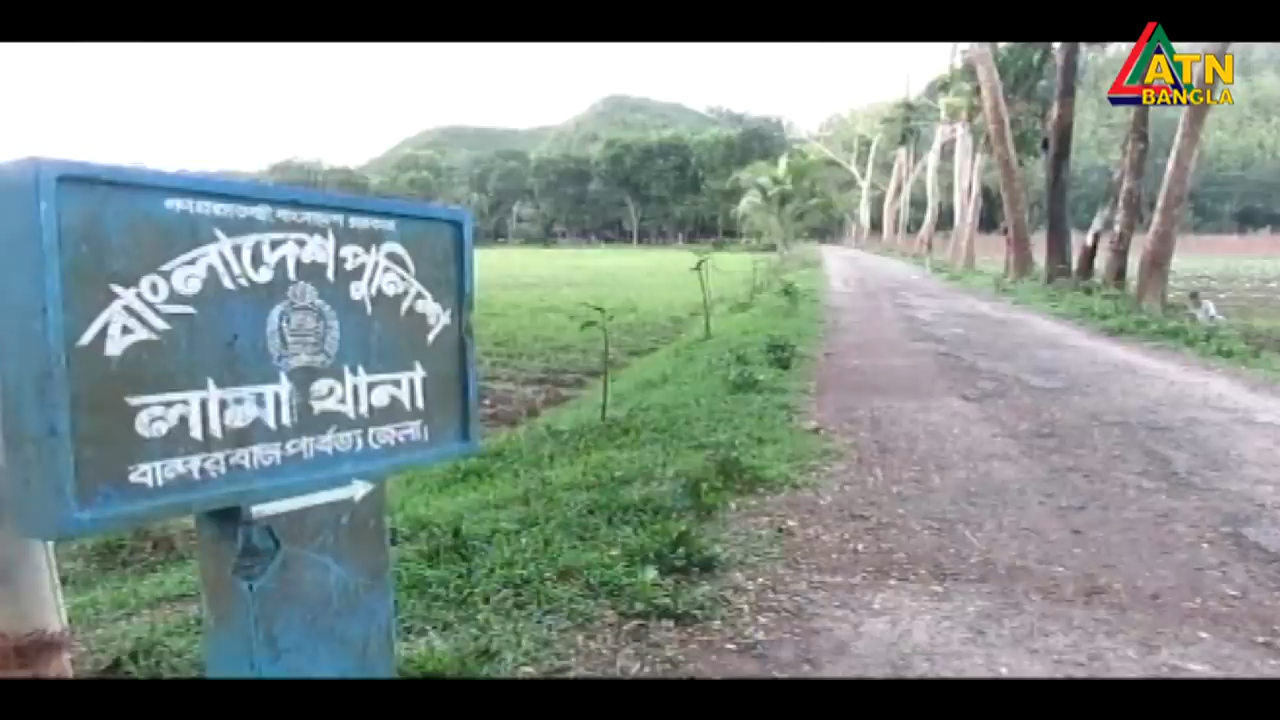 ATN
BANGLA
গণপ্রজাতন্ত্রী বাংলাদেশ সরকার
বাংলাদেশ পুলিশ
লামা থানা
বান্দরবান পার্বত্য জেলা।